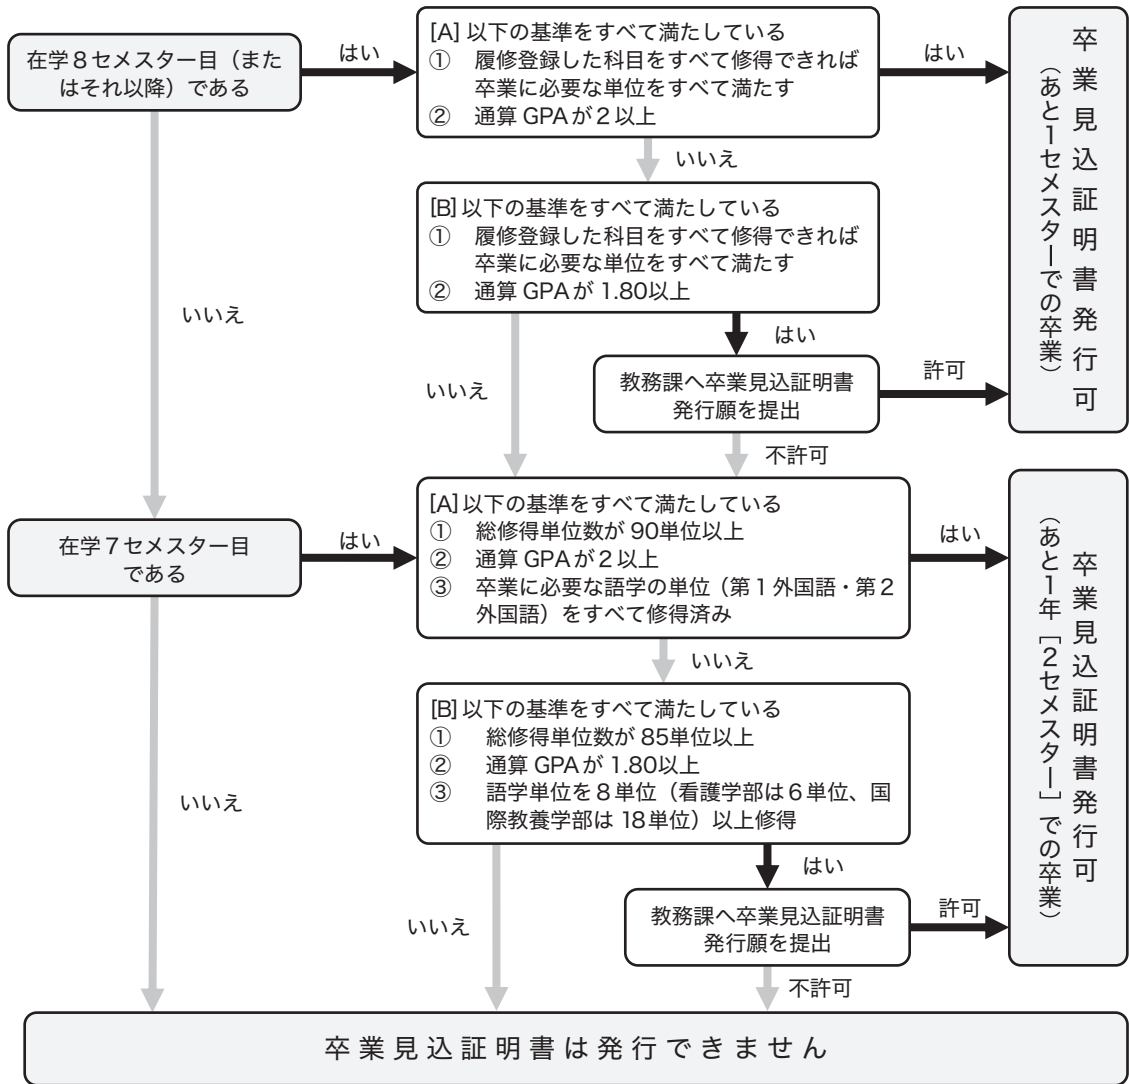 在学8セメスター目（また
はそれ以降）である
はい
[A] 以下の基準をすべて満たしている
① 履修登録した科目をすべて修得できれば
卒業に必要な単位をすべて満たす
② 通算 GPAが2以上
はい
卒業見込証明書発行可
（あと1セメスターでの卒業）
いいえ
[B] 以下の基準をすべて満たしている
① 履修登録した科目をすべて修得できれば
卒業に必要な単位をすべて満たす
② 通算 GPAが 1.80以上
いいえ
はい
いいえ
教務課へ卒業見込証明書
発行願を提出
許可
不許可
在学7セメスター目
である
はい
[A] 以下の基準をすべて満たしている
① 総修得単位数が 90単位以上
② 通算 GPAが2以上
③ 卒業に必要な語学の単位（第1外国語・第2
外国語）をすべて修得済み
はい
卒業見込証明書発行可
（あと1年［2セメスター］での卒業）
いいえ
[B] 以下の基準をすべて満たしている
① 総修得単位数が 85単位以上
② 通算 GPAが 1.80以上
③ 語学単位を8単位（看護学部は6単位、国
際教養学部は 18単位）以上修得
いいえ
はい
いいえ
教務課へ卒業見込証明書
発行願を提出
許可
不許可
卒業見込証明書は発行できません